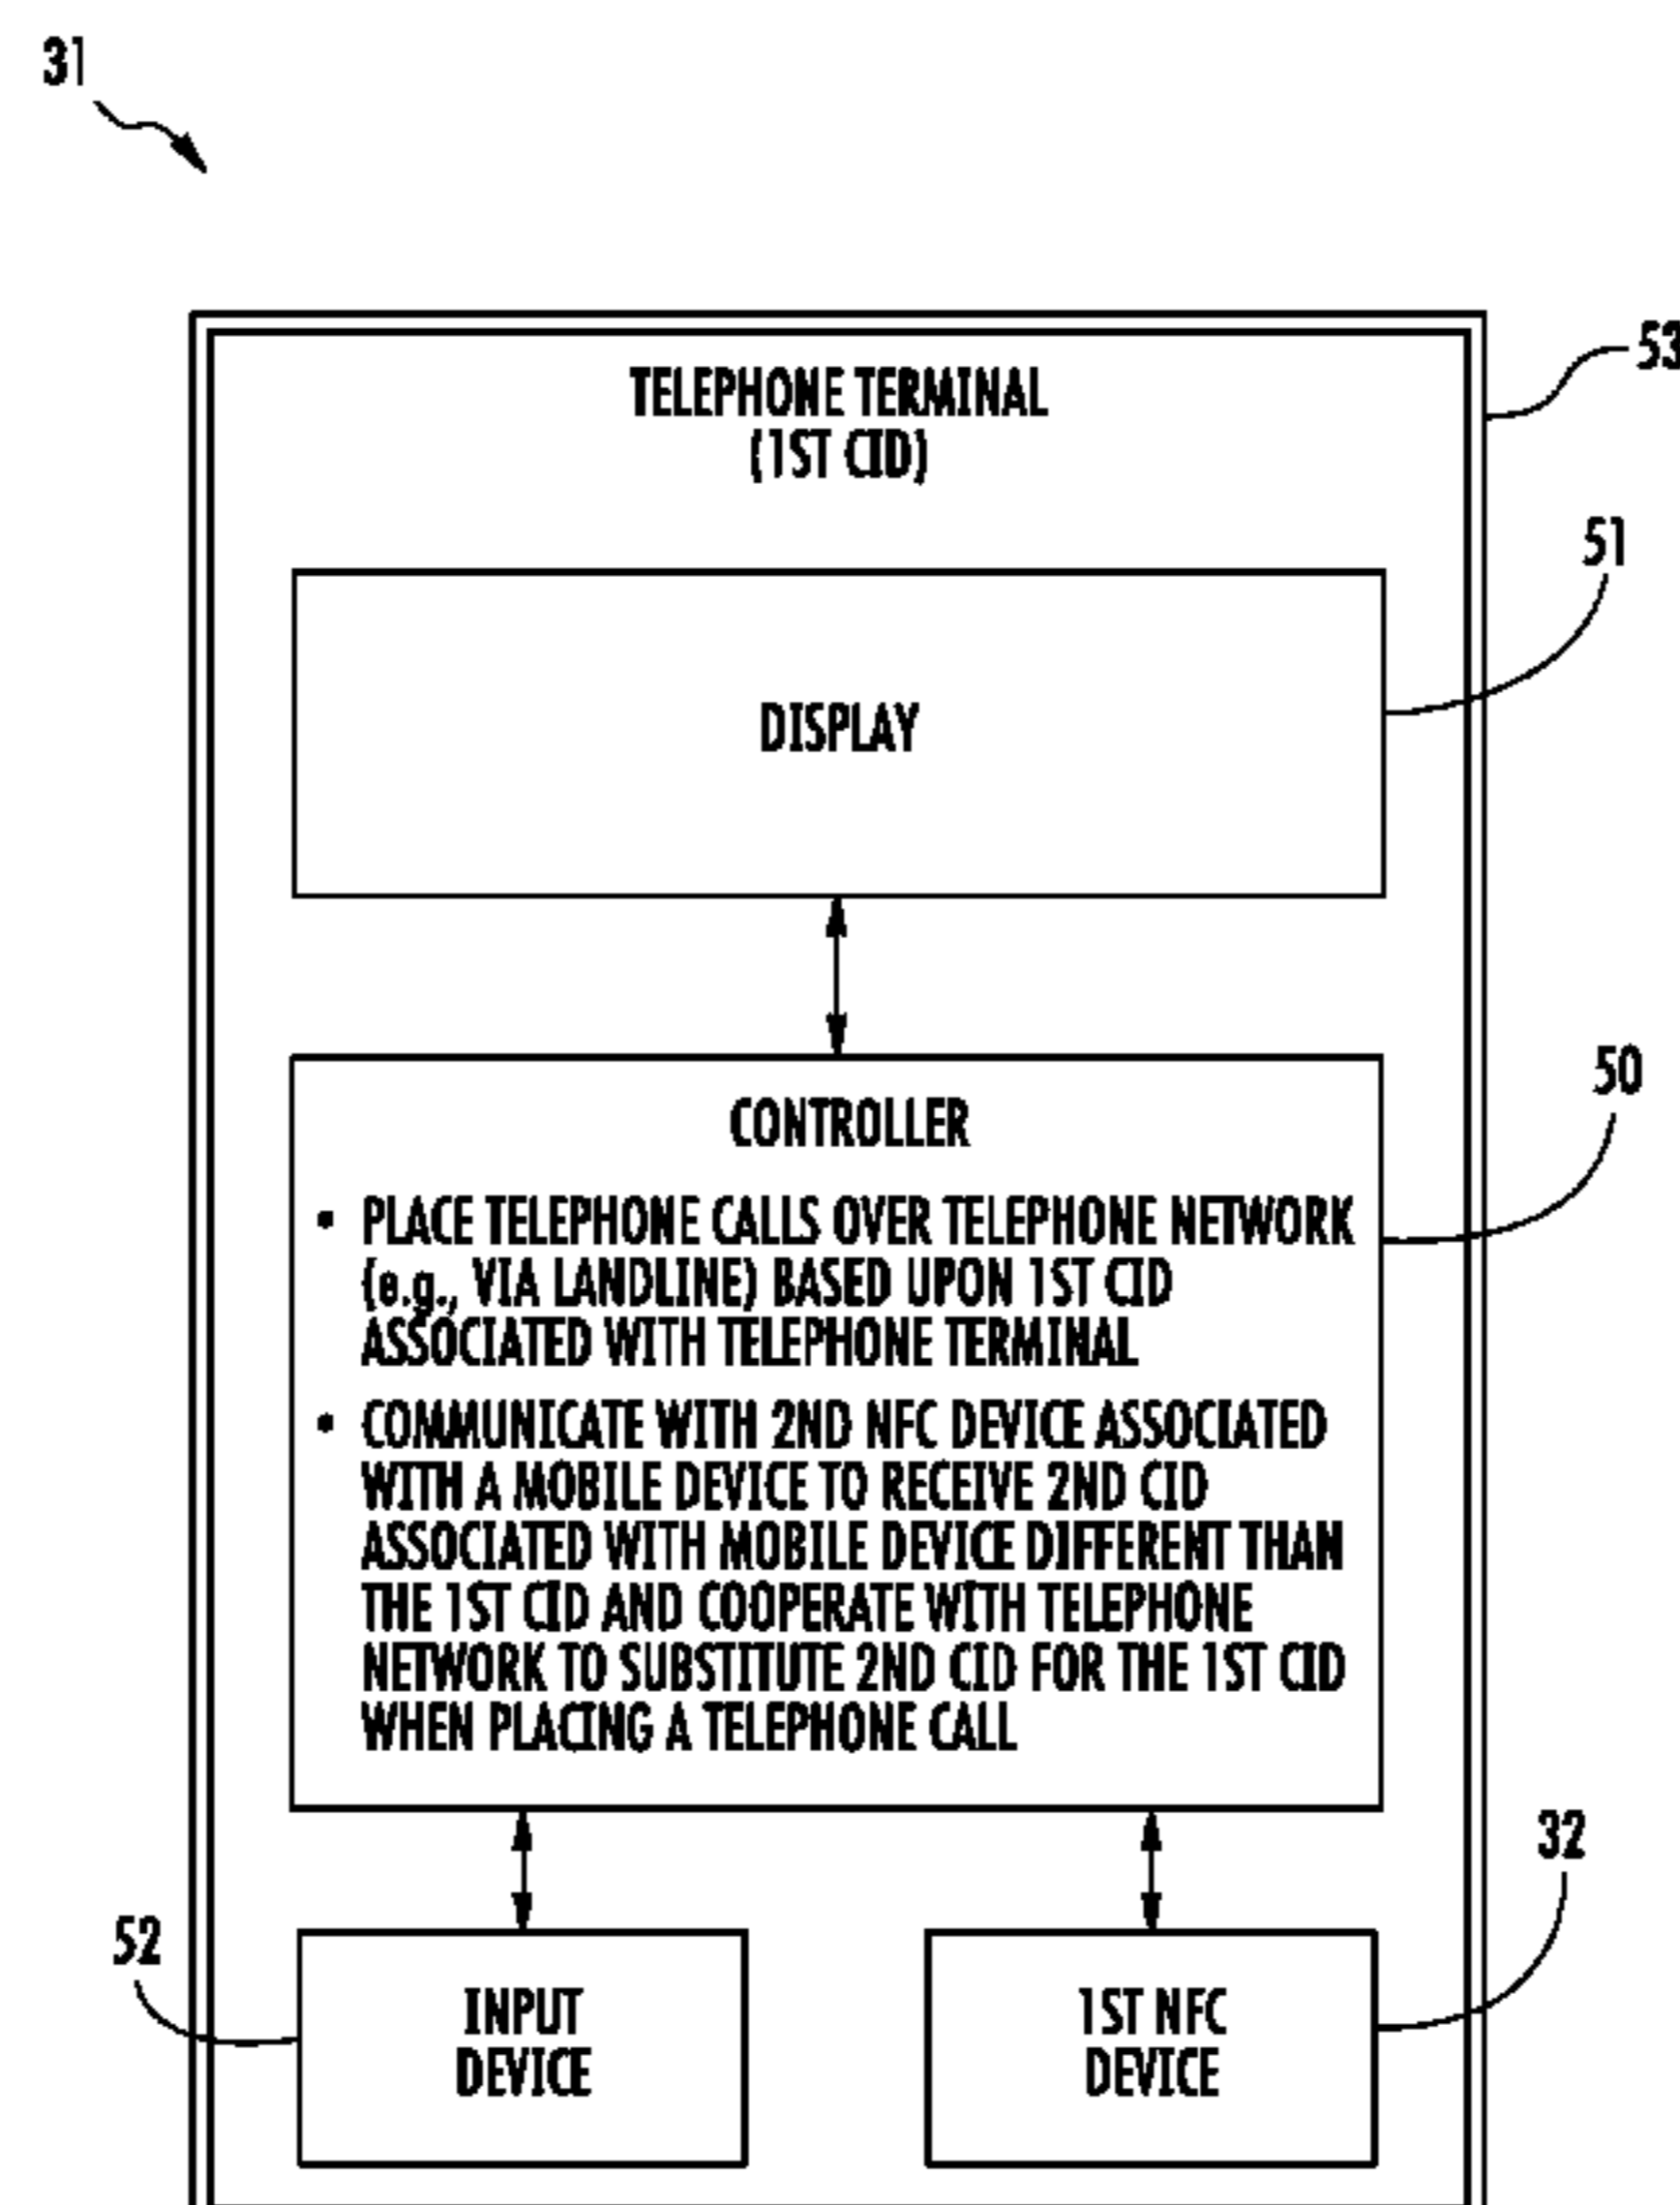 31
TELEPHONE TERMINAL
(1ST CID)
53
51
DISPLAY
50
CONTROLLER
• PLACE TELEPHONE CALLS OVER TELEPHONE NETWORK
(e.g., VIA LANDLINE) BASED UPON 1ST CID
ASSOCIATED WITH TELEPHONE TERMINAL
• COMMUNICATE WITH 2ND NFC DEVICE ASSOCIATED
WITH A MOBILE DEVICE TO RECEIVE 2ND CID
ASSOCIATED WITH MOBILE DEVICE DIFFERENT THAN
THE 1ST CID AND COOPERATE WITH TELEPHONE
NETWORK TO SUBSTITUTE 2ND CID FOR THE 1ST CID
WHEN PLACING A TELEPHONE CALL
32
52
INPUT
DEVICE
1ST NFC
DEVICE